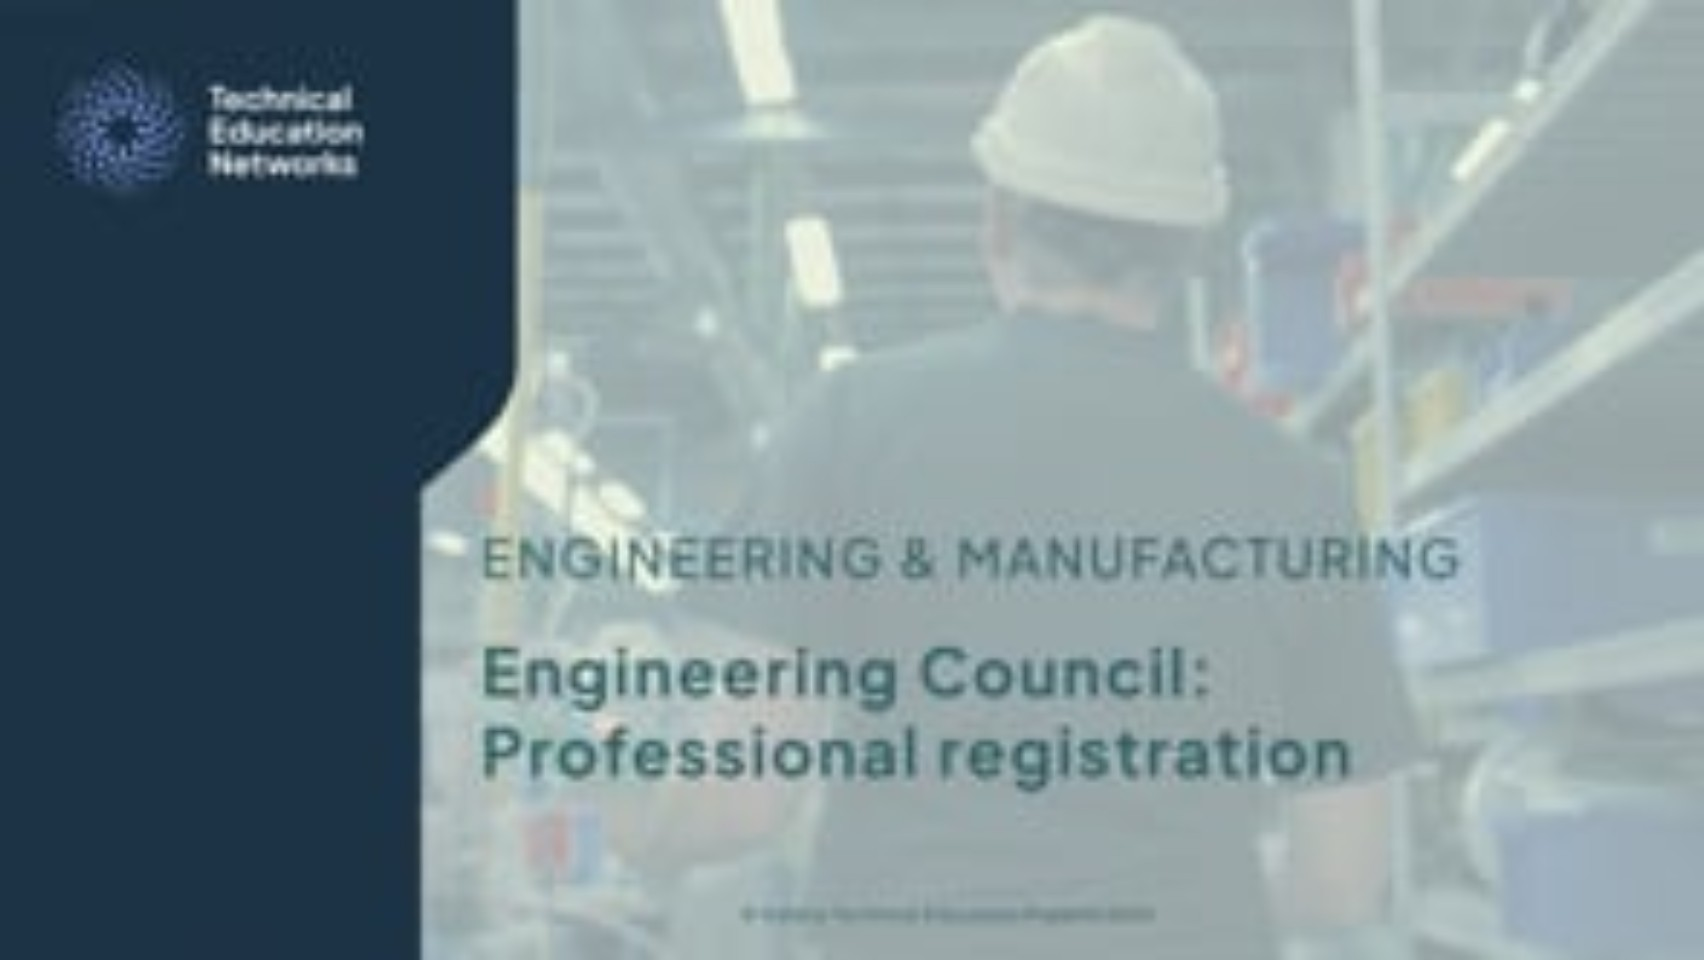 Technical
Education
Networks
ENGINEERING & MANUFACTURING
Engineering Council:
Professional registration